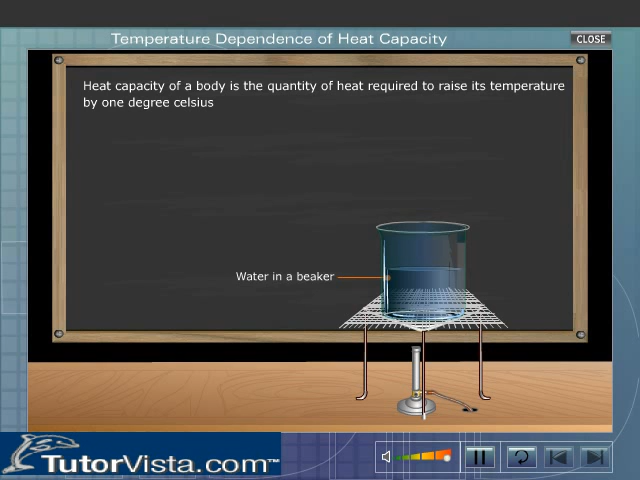 Temperature Dependence of Heat Capacity
CLOSE
Heat capacity of a body is the quantity of heat required to raise its temperature
by one degree celsius
Water in a beaker
TutorVista.com™